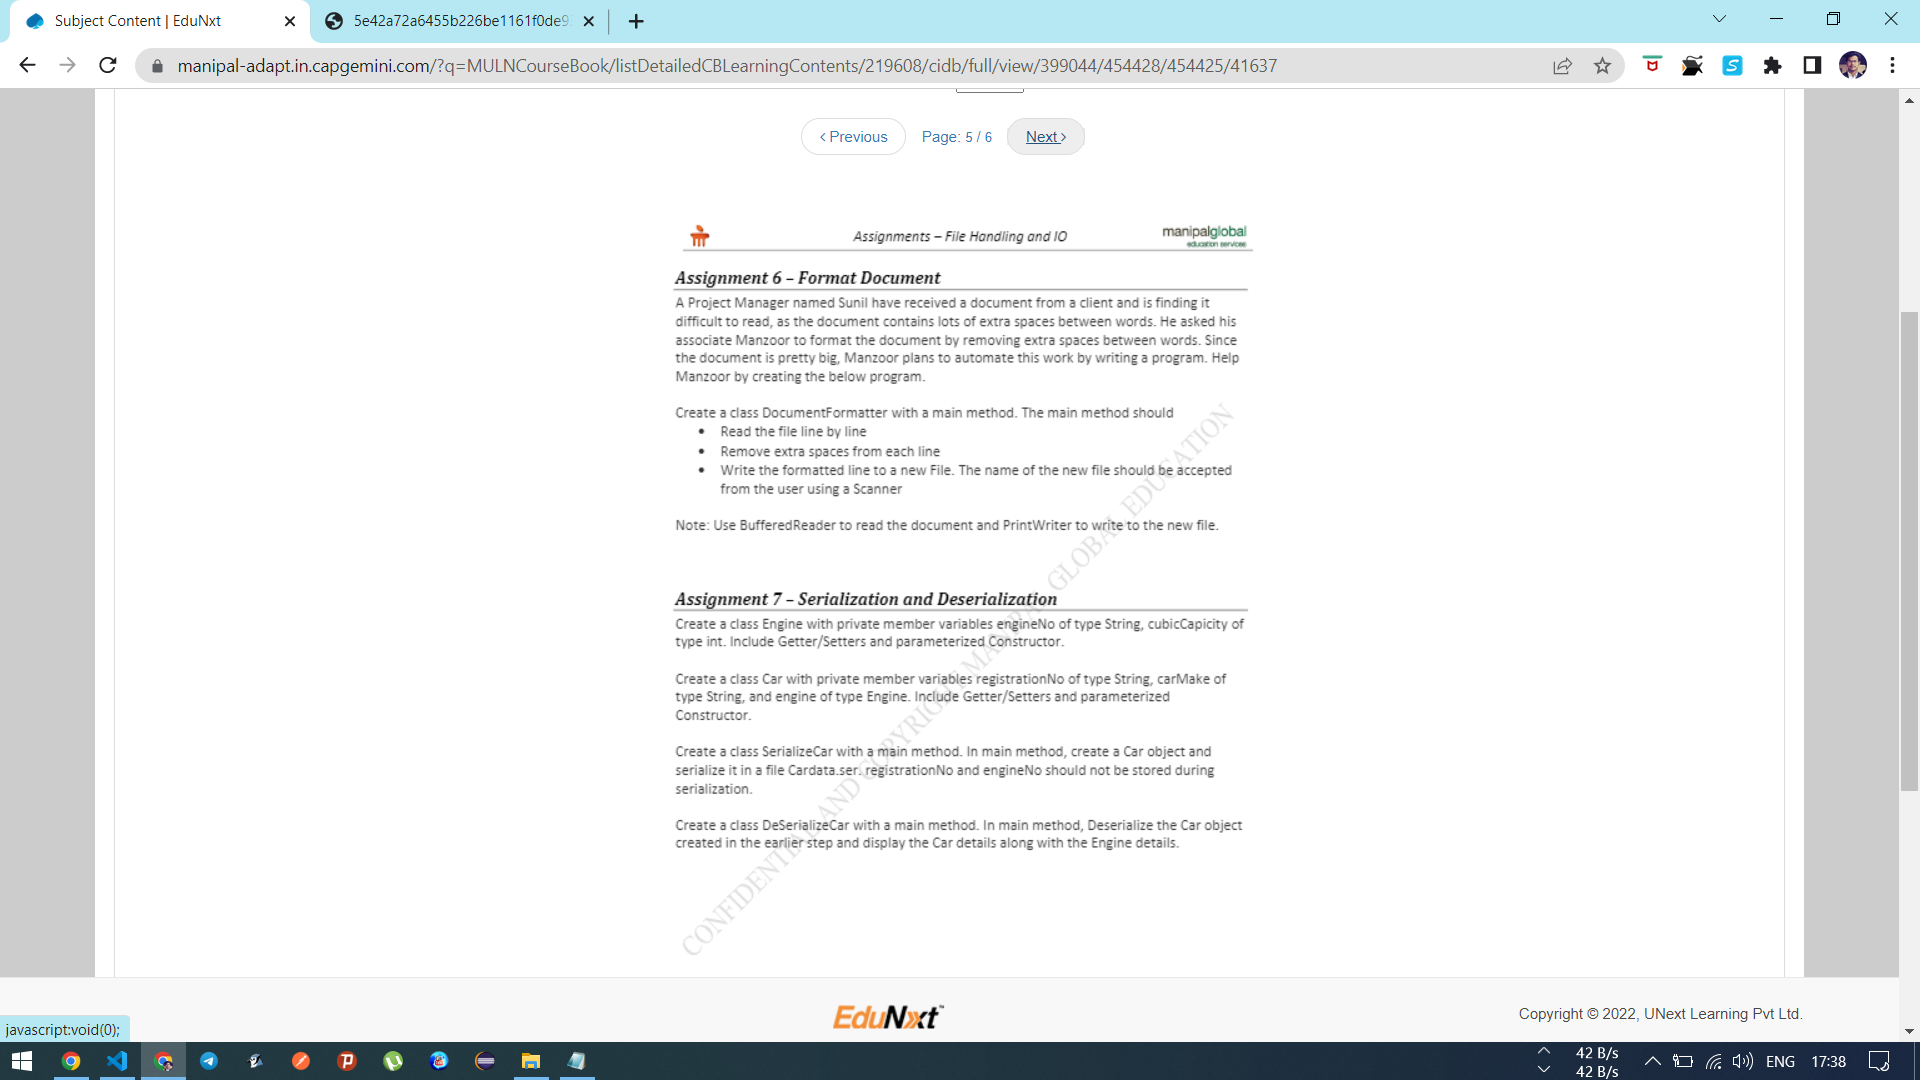 Subject Content | EduNxt
5e42a72a6455b226be1161f0de9
manipal-adapt.in.capgemini.com/?q=MULNCourseBook/listDetailedCBLearningContents/219608/cidb/full/view/399044/454428/454425/41637
‹ Previous Page: 5 / 6 Next ›
Assignments – File Handling and IO
manipalglobal
education services
Assignment 6 – Format Document
A Project Manager named Sunil have received a document from a client and is finding it
difficult to read, as the document contains lots of extra spaces between words. He asked his
associate Manzoor to format the document by removing extra spaces between words. Since
the document is pretty big, Manzoor plans to automate this work by writing a program. Help
Manzoor by creating the below program.
Create a class DocumentFormatter with a main method. The main method should
• Read the file line by line
• Remove extra spaces from each line
• Write the formatted line to a new File. The name of the new file should be accepted
from the user using a Scanner
Note: Use BufferedReader to read the document and PrintWriter to write to the new file.
Assignment 7 – Serialization and Deserialization
Create a class Engine with private member variables engineNo of type String, cubicCapicity of
type int. Include Getter/Setters and parameterized Constructor.
Create a class Car with private member variables registrationNo of type String, carMake of
type String, and engine of type Engine. Include Getter/Setters and parameterized
Constructor.
Create a class SerializeCar with a main method. In main method, create a Car object and
serialize it in a file Cardata.ser. registrationNo and engineNo should not be stored during
serialization.
Create a class DeSerializeCar with a main method. In main method, Deserialize the Car object
created in the earlier step and display the Car details along with the Engine details.
CONFIDENTIAL AND COPYRIGHT MANIPAL GLOBAL EDUCATION
EduNxt™
Copyright © 2022, UNext Learning Pvt Ltd.
javascript:void(0);
42 B/s
42 B/s
ENG 17:38